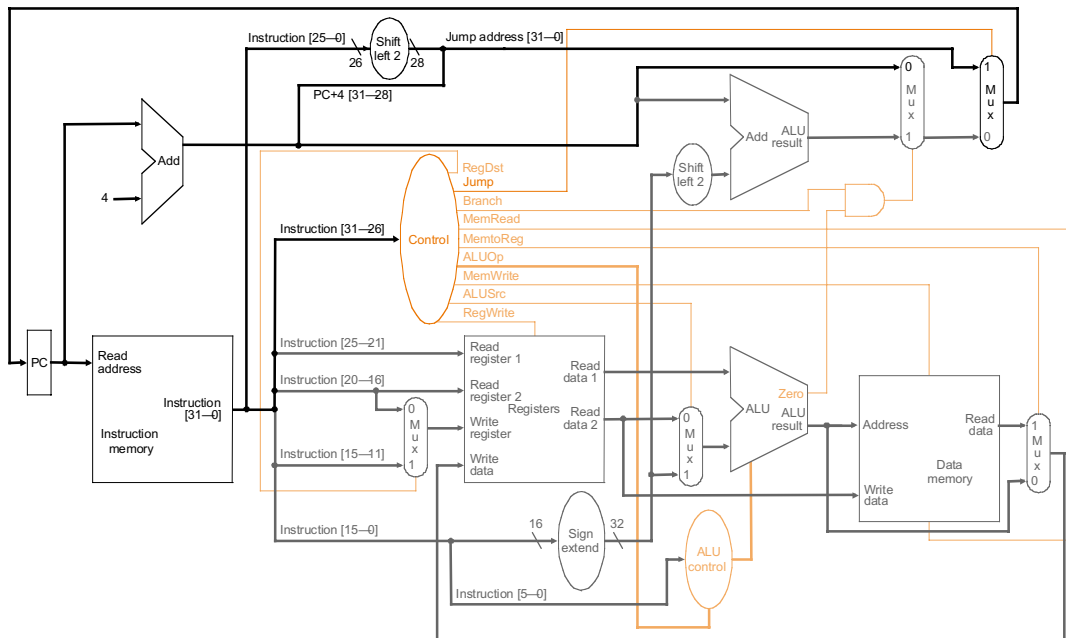 Instruction [25—0]
Shift
left 2
Jump address [31—0]
26
28
PC+4 [31—28]
0
M
u
x
1
1
M
u
x
0
Add
ALU
result
Add
4
Shift
left 2
RegDst
Jump
Branch
MemRead
MemtoReg
ALUOp
MemWrite
ALUSrc
RegWrite
Instruction [31—26]
Control
PC
Read
address
Instruction
[31—0]
Instruction
memory
Instruction [25—21]
Instruction [20—16]
Instruction [15—11]
Instruction [15—0]
0
M
u
x
1
Read
register 1
Read
register 2
Write
register
Write
data
Registers
Read
data 1
Read
data 2
0
M
u
x
1
Zero
ALU
ALU
result
Address
Write
data
Read
data
Data
memory
1
M
u
x
0
16
Sign
extend
32
ALU
control
Instruction [5—0]